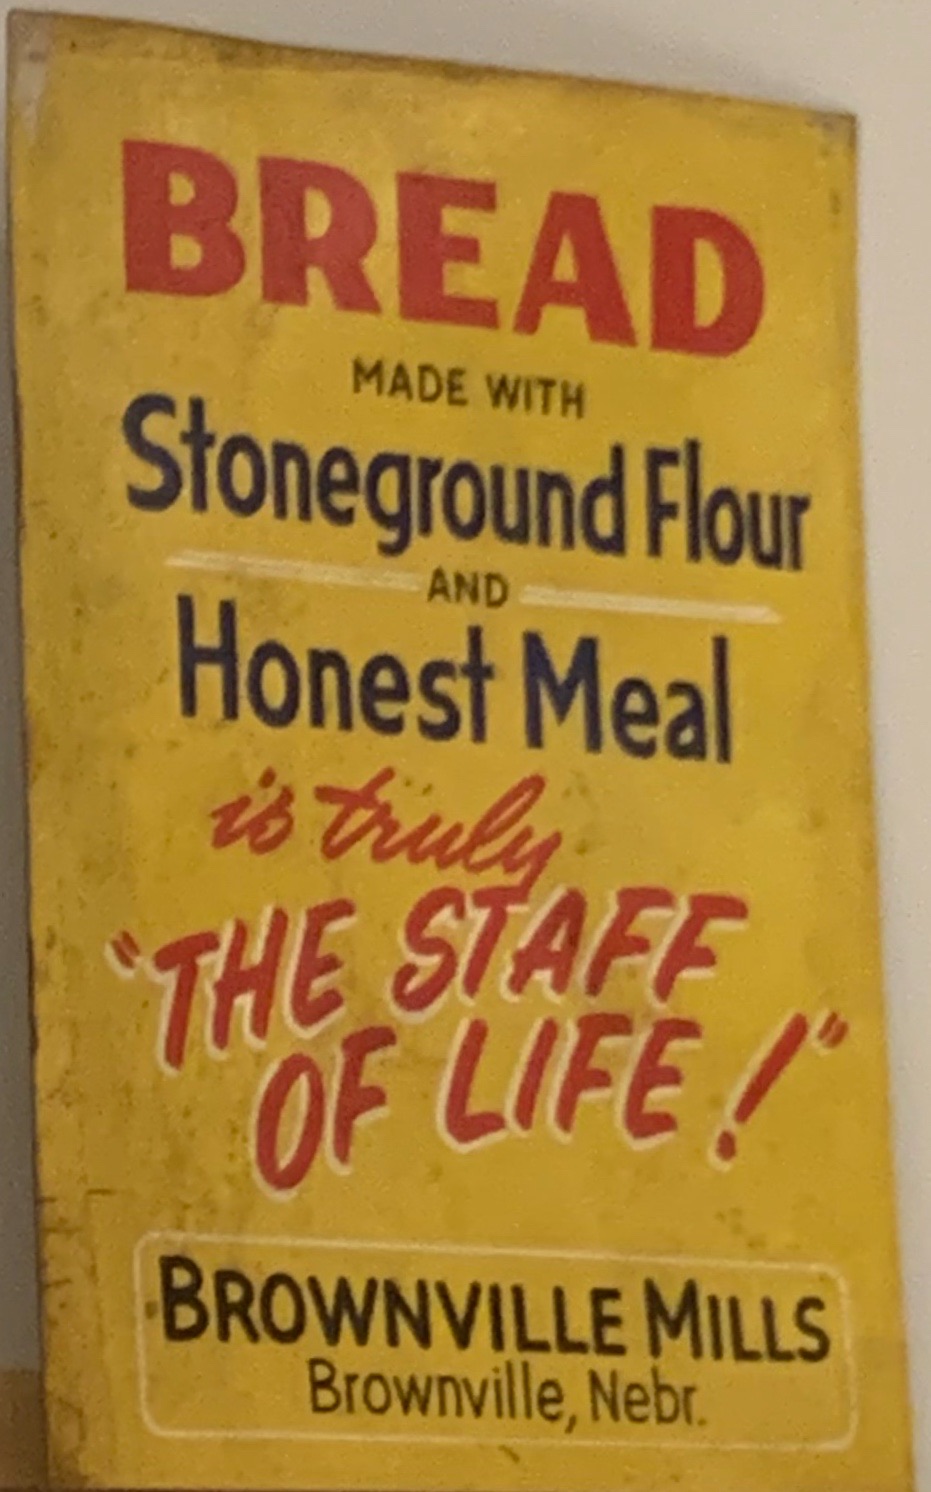 BREAD
MADE WITH
Stoneground Flour
AND
Honest Meal
is truly
"THE STAFF
OF LIFE!"
BROWNVILLE MILLS
Brownville, Nebr.